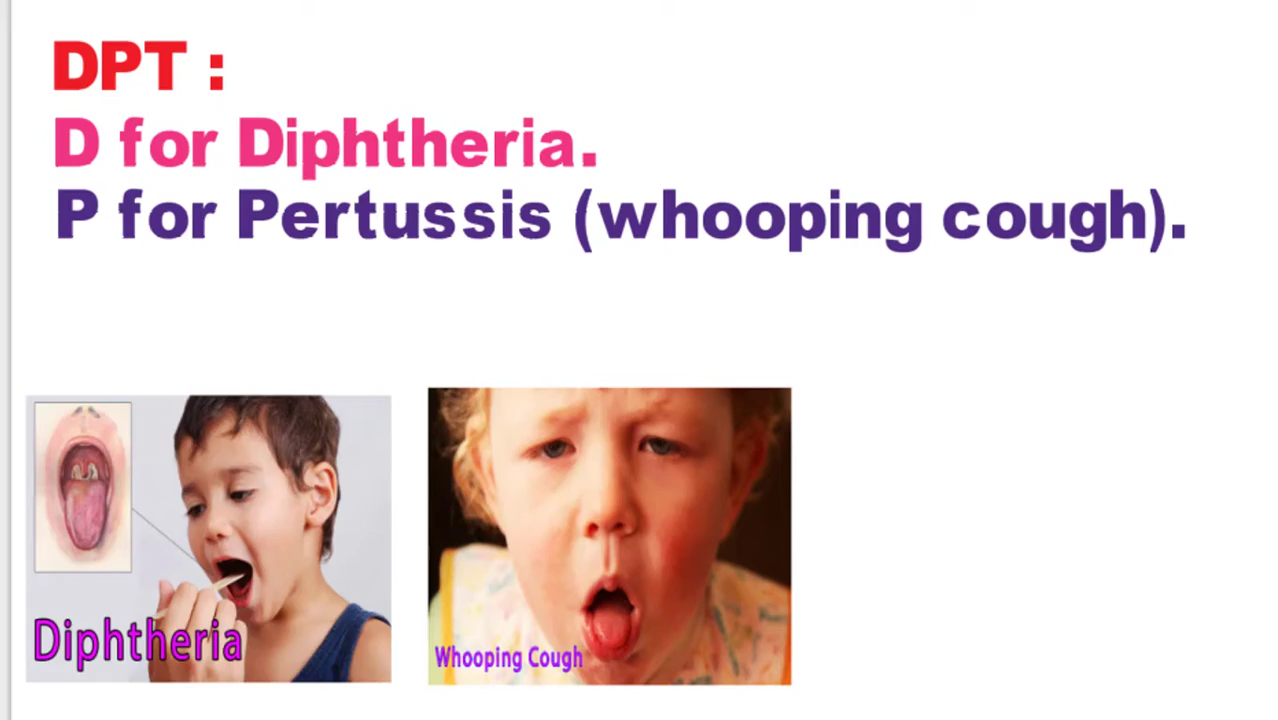 DPT :
D for Diphtheria.
P for Pertussis (whooping cough).
Diphtheria
Whooping Cough